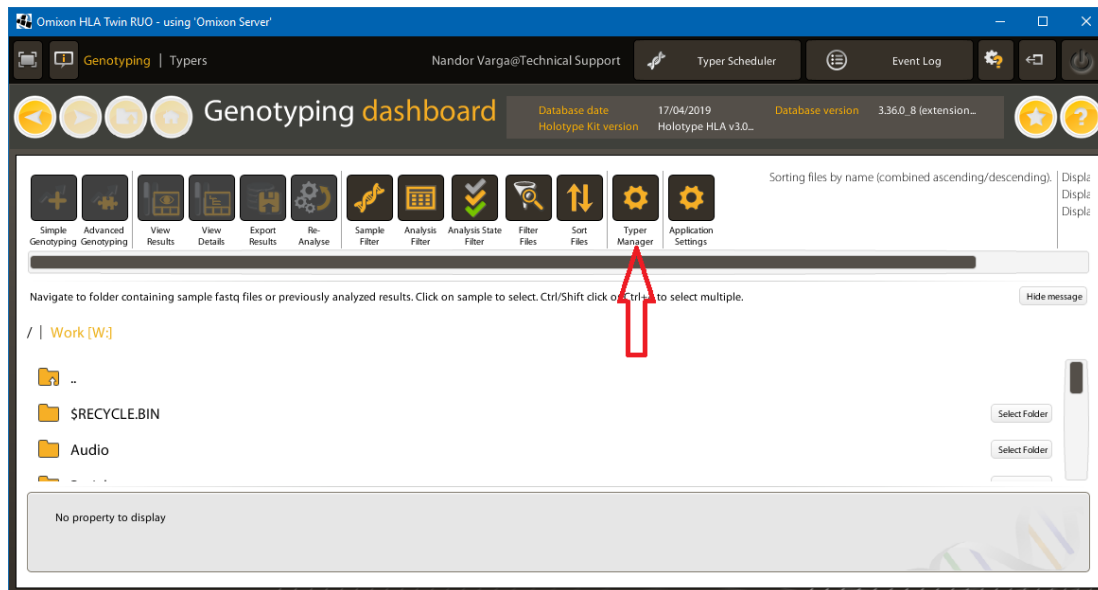 Omixon HLA Twin RUO - using 'Omixon Server'
Genotyping | Typers
Nandor Varga@Technical Support
Typer Scheduler
Event Log
Genotyping dashboard
Database date 17/04/2019 Database version 3.36.0_8 (extension...
Holotype Kit version Holotype HLA v3.0...
Sorting files by name (combined ascending/descending).
Simple Genotyping
Advanced Genotyping
View Results
View Details
Export Results
Re-Analyse
Sample Filter
Analysis Filter
Analysis State Filter
Filter Files
Sort Files
Typer Manager
Application Settings
Navigate to folder containing sample fastq files or previously analyzed results. Click on sample to select. Ctrl/Shift click or Ctrl+ to select multiple.
Hide message
/ | Work [W:]
..
$RECYCLE.BIN
Select Folder
Audio
Select Folder
No property to display